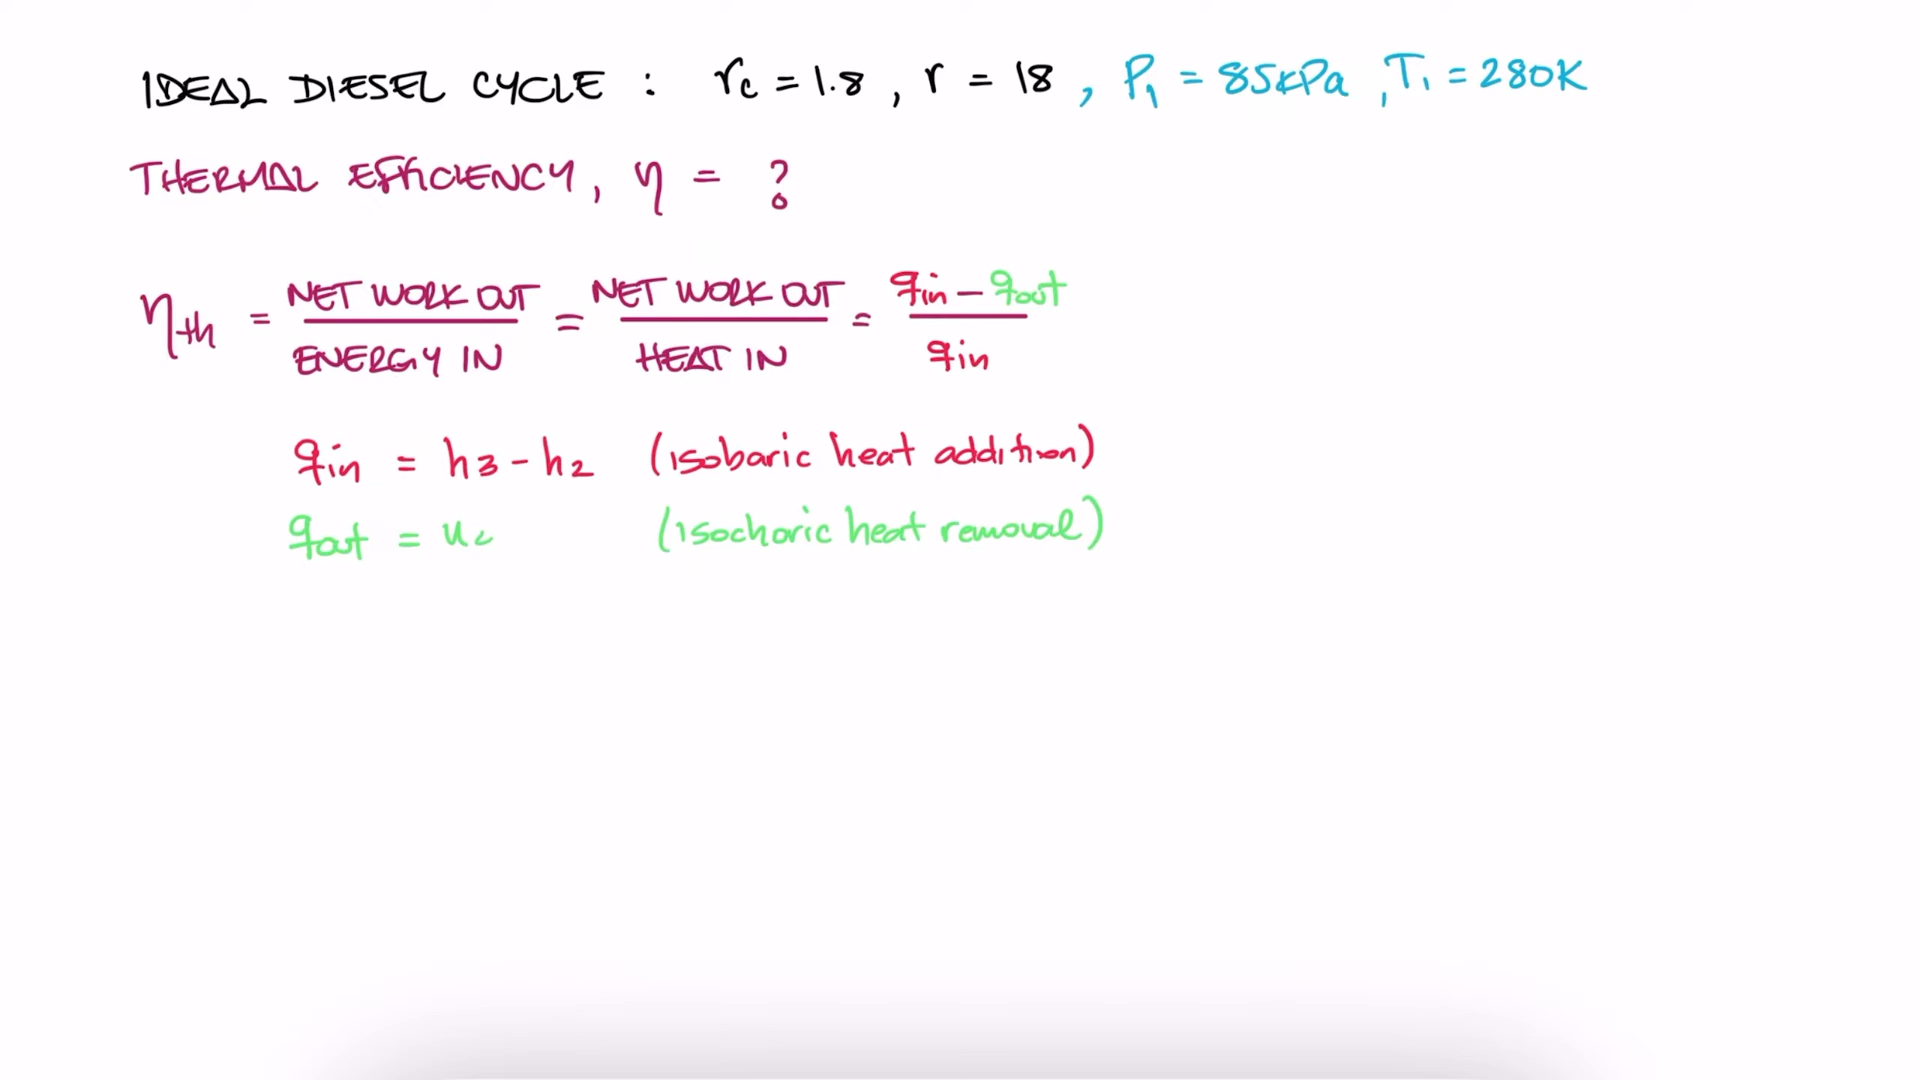 IDEAL DIESEL CYCLE : rc = 1.8 , r = 18 , P1 = 85kPa , T1 = 280K
THERMAL EFFICIENCY, η = ?
ηth = NET WORK OUT / ENERGY IN = NET WORK OUT / HEAT IN = qin - qout / qin
qin = h3 - h2 (isobaric heat addition)
qout = u (isochoric heat removal)